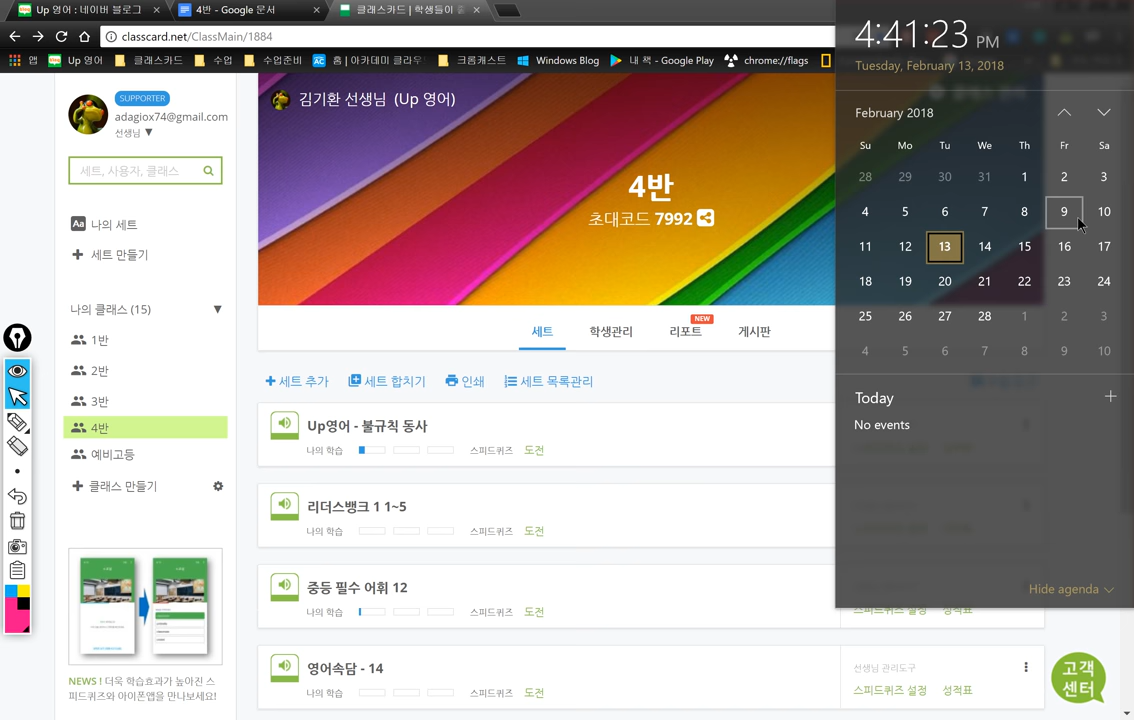 Up 영어 : 네이버 블로그
4반 - Google 문서
클래스카드 | 학생들이
classcard.net/ClassMain/1884
앱
Up 영어
클래스카드
수업
수업준비
홈 | 아카데미 클라우
크롬캐스트
Windows Blog
내 책 - Google Play
chrome://flags
SUPPORTER
adagiox74@gmail.com
선생님 ▼
세트, 사용자, 클래스
Aa 나의 세트
+ 세트 만들기
나의 클래스 (15) ▼
1반
2반
3반
4반
예비고등
+ 클래스 만들기
NEWS ! 더욱 학습효과가 높아진 스
피드퀴즈와 아이폰앱을 만나보세요!
김기환 선생님 (Up 영어)
4반
초대코드 7992
세트
학생관리
리포트
NEW
게시판
+ 세트 추가
세트 합치기
인쇄
세트 목록관리
Up영어 - 불규칙 동사
나의 학습 스피드퀴즈 도전
리더스뱅크 1 1~5
나의 학습 스피드퀴즈 도전
중등 필수 어휘 12
나의 학습 스피드퀴즈 도전
스피드퀴즈 설정 성적표
영어속담 - 14
나의 학습 스피드퀴즈 도전
선생님 관리도구
스피드퀴즈 설정 성적표
고객
센터
4:41:23 PM
Tuesday, February 13, 2018
February 2018
Su Mo Tu We Th Fr Sa
28 29 30 31 1 2 3
4 5 6 7 8 9 10
11 12 13 14 15 16 17
18 19 20 21 22 23 24
25 26 27 28 1 2 3
4 5 6 7 8 9 10
Today
No events
Hide agenda